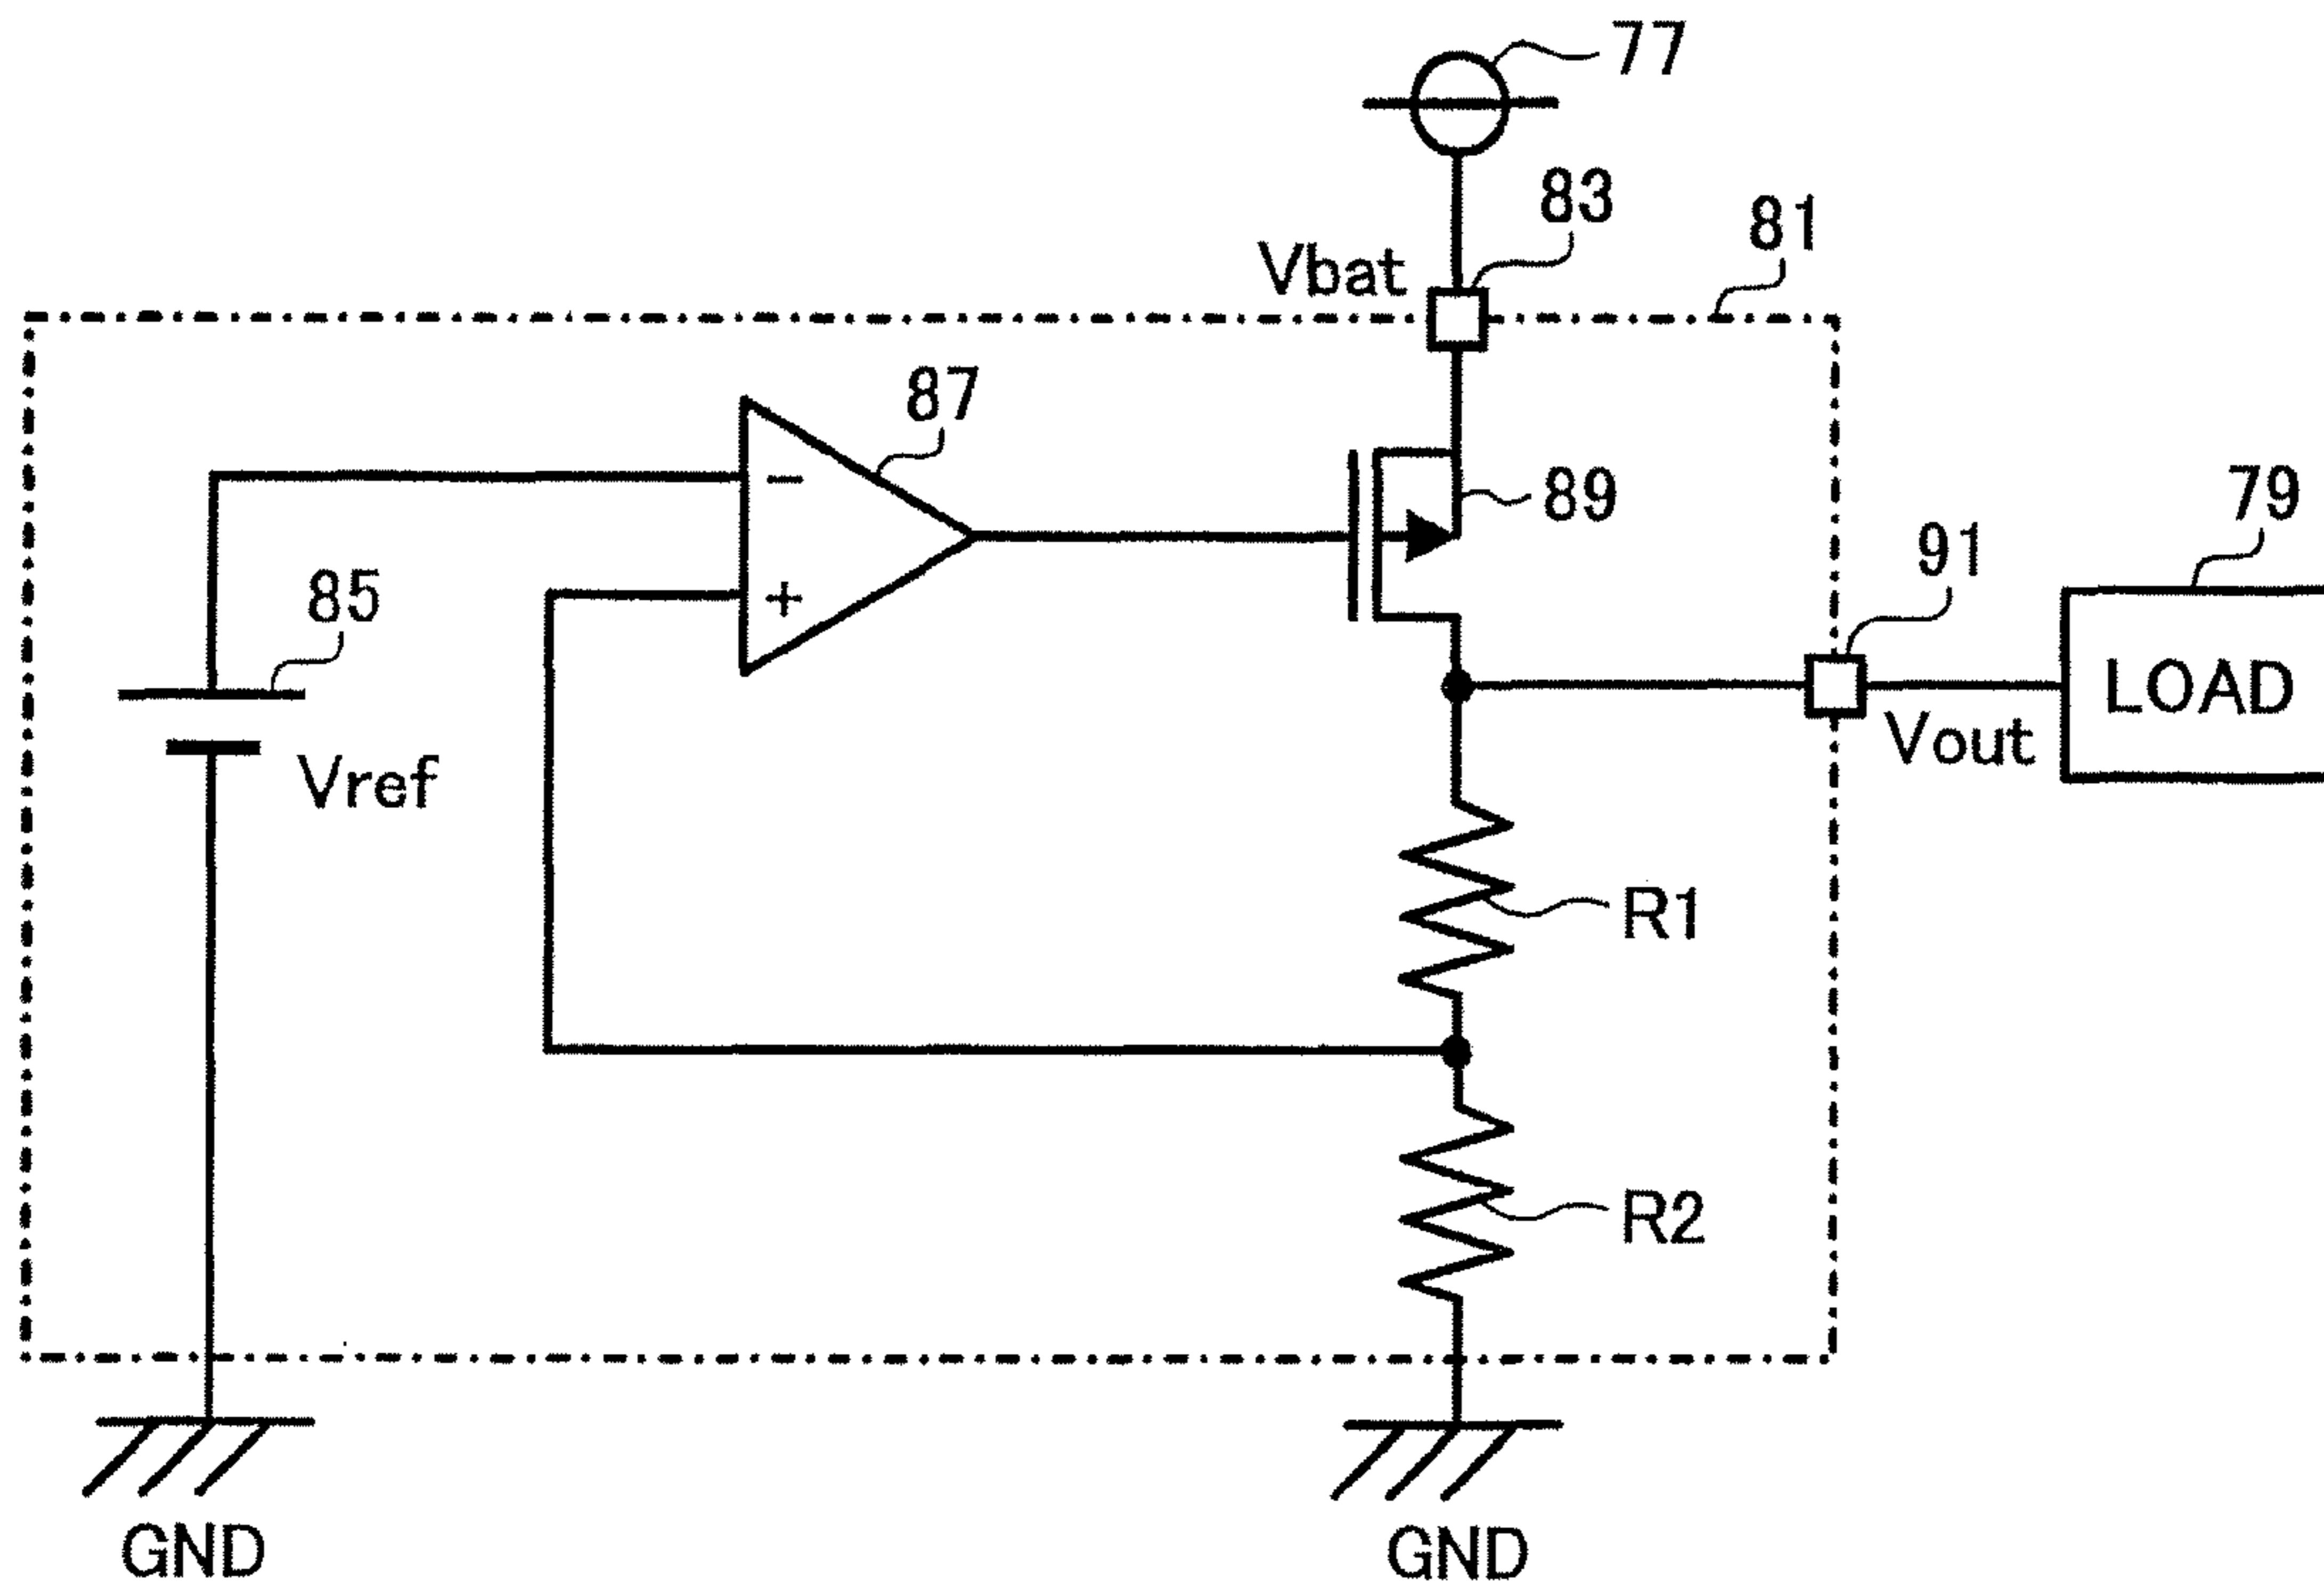 77
83
81
Vbat
87
89
79
91
85
LOAD
Vout
Vref
−
+
R1
R2
GND
GND